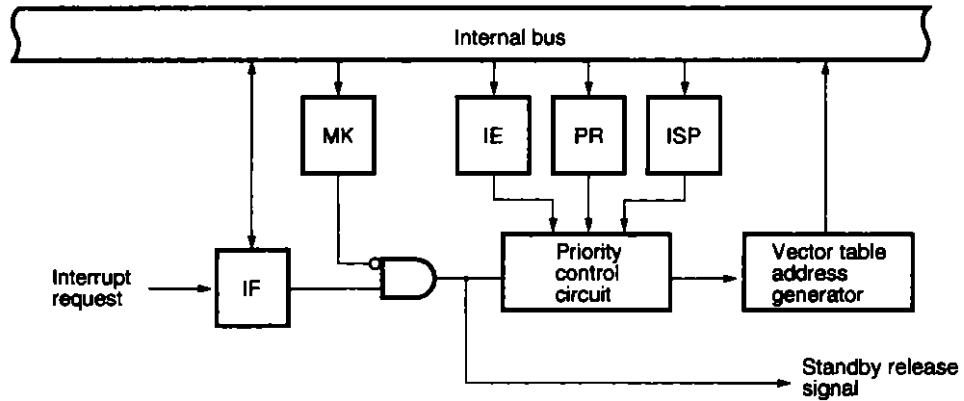 Internal bus
MK
IE
PR
ISP
Interrupt
request
IF
Priority
control
circuit
Vector table
address
generator
Standby release
signal